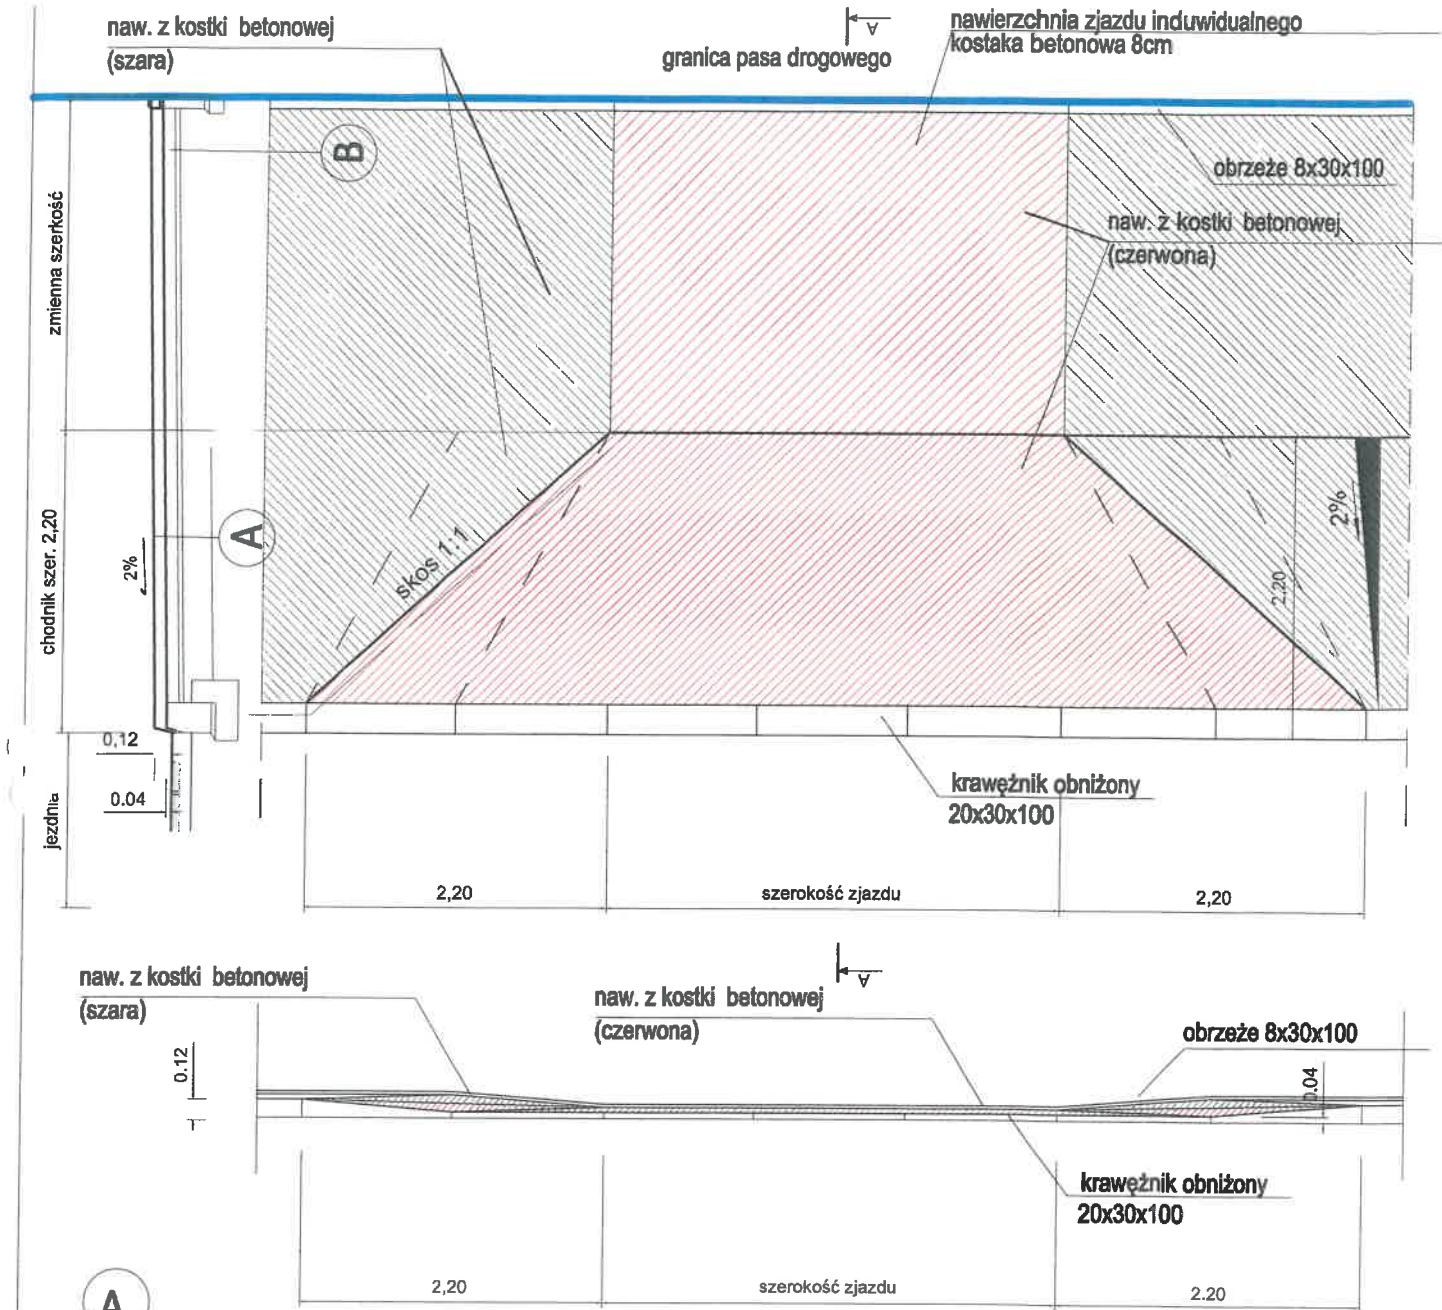 naw. z kostki betonowej
(szara)
A
granica pasa drogowego
nawierzchnia zjazdu induwidualnego
kostaka betonowa 8cm
B
obrzeże 8x30x100
zmienna szerkość
naw. z kostki betonowej
(czerwona)
chodnik szer. 2,20
2%
A
skos 1:1
2,20
2%
0,12
0.04
jezdnia
krawężnik obniżony
20x30x100
2,20
szerokość zjazdu
2,20
A
naw. z kostki betonowej
(szara)
naw. z kostki betonowej
(czerwona)
obrzeże 8x30x100
0.12
0.04
krawężnik obniżony
20x30x100
2,20
szerokość zjazdu
2.20
A